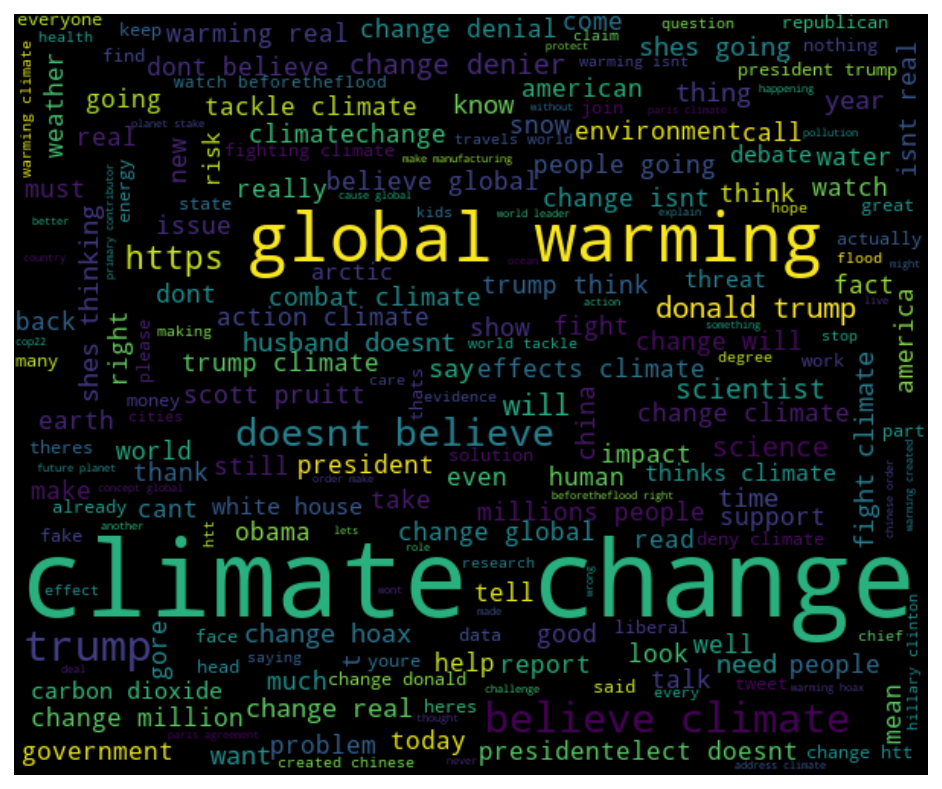 everyone
health
keep
warming real
change denial
come
claim
question
republican
find
dont believe
change denier
protect
warming isnt
shes going
nothing
president trump
warming climate
weather
watch beforetheflood
going
tackle climate
american
know
without
join
thing
happening
paris climate
year
isnt real
real
planet stake
new
risk
climatechange
fighting climate
travels world
make manufacturing
snow
environment
call
pollution
people going
debate
water
must
primary contributor
energy
really
believe global
cause global
change isnt
think
watch
better
state
issue
kids
world leader
explain
hope
great
country
shes thinking
https
global warming
arctic
ocean
actually
flood
might
dont
combat climate
trump think
action
threat
fact
live
donald trump
back
cop22
many
right
please
making
action climate
husband doesnt
show
world tackle
fight
something
change will
stop
degree
work
america
trump climate
say
effects climate
scientist
money
scott pruitt
care
thats
evidence
will
china
change climate
fight climate
earth
cities
doesnt believe
theres
world
solution
impact
science
part
future planet
thank
still
president
even
human
thinks climate
make
concept global
order make
beforetheflood right
warming created
chinese order
already
cant
white house
take
millions people
time
support
fake
another
htt
obama
lets
change global
read
deny climate
role
climate change
effect
research
tell
wrong
wont
made
trump
gore
face
change hoax
data
good
liberal
look
well
chief
hillary clinton
deal
head
saying
t
youre
help
report
need people
talk
carbon dioxide
much
change donald
challenge
said
every
tweet
warming hoax
mean
change million
change real
heres
thought
believe climate
government
paris agreement
want
problem
today
never
created chinese
presidentelect doesnt
address climate
change htt